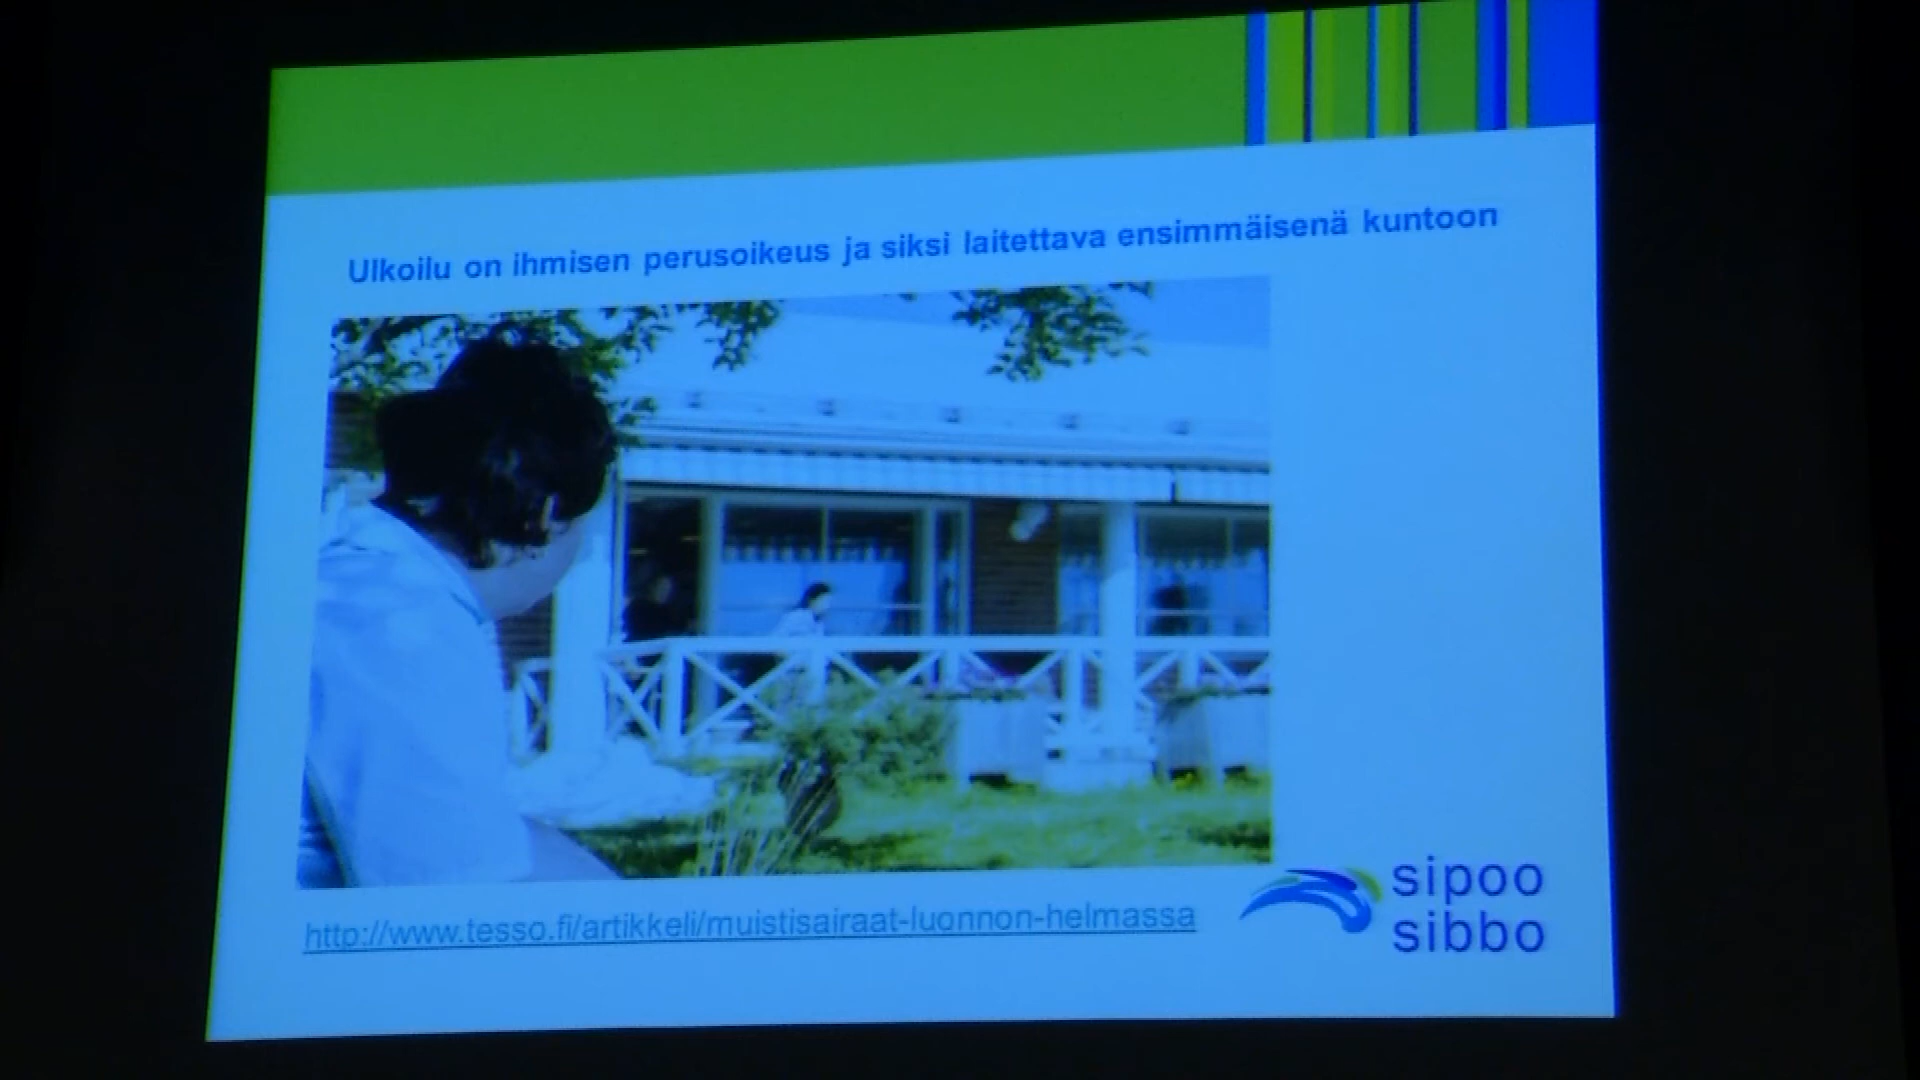 Ulkoilu on ihmisen perusoikeus ja siksi laitettava ensimmäisenä kuntoon
http://www.tesso.fi/artikkeli/muistisairaat-luonnon-helmassa
sipoo
sibbo